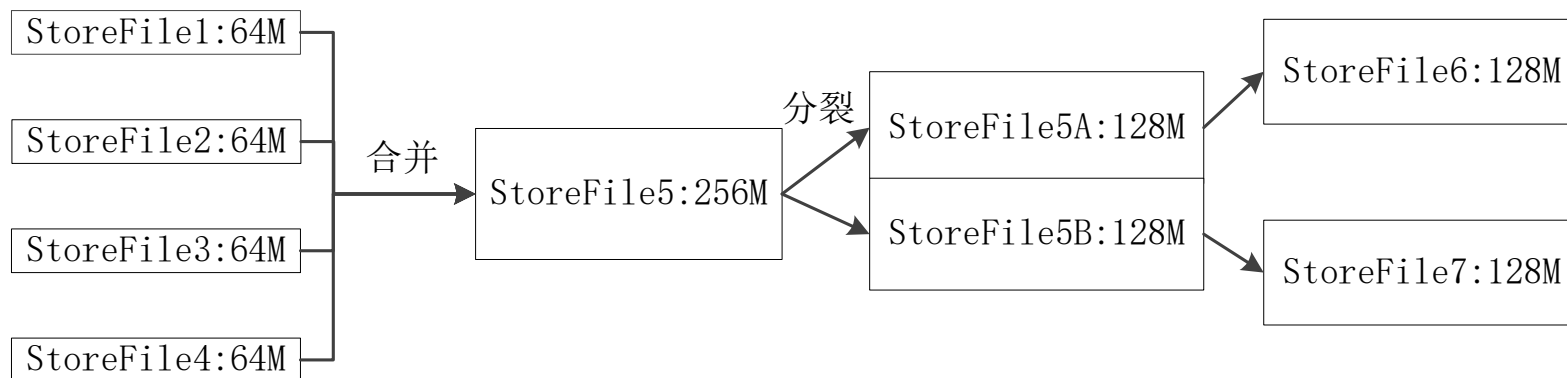 StoreFile1:64M
StoreFile2:64M
StoreFile3:64M
StoreFile4:64M
合并
StoreFile5:256M
分裂
StoreFile5A:128M
StoreFile5B:128M
StoreFile6:128M
StoreFile7:128M